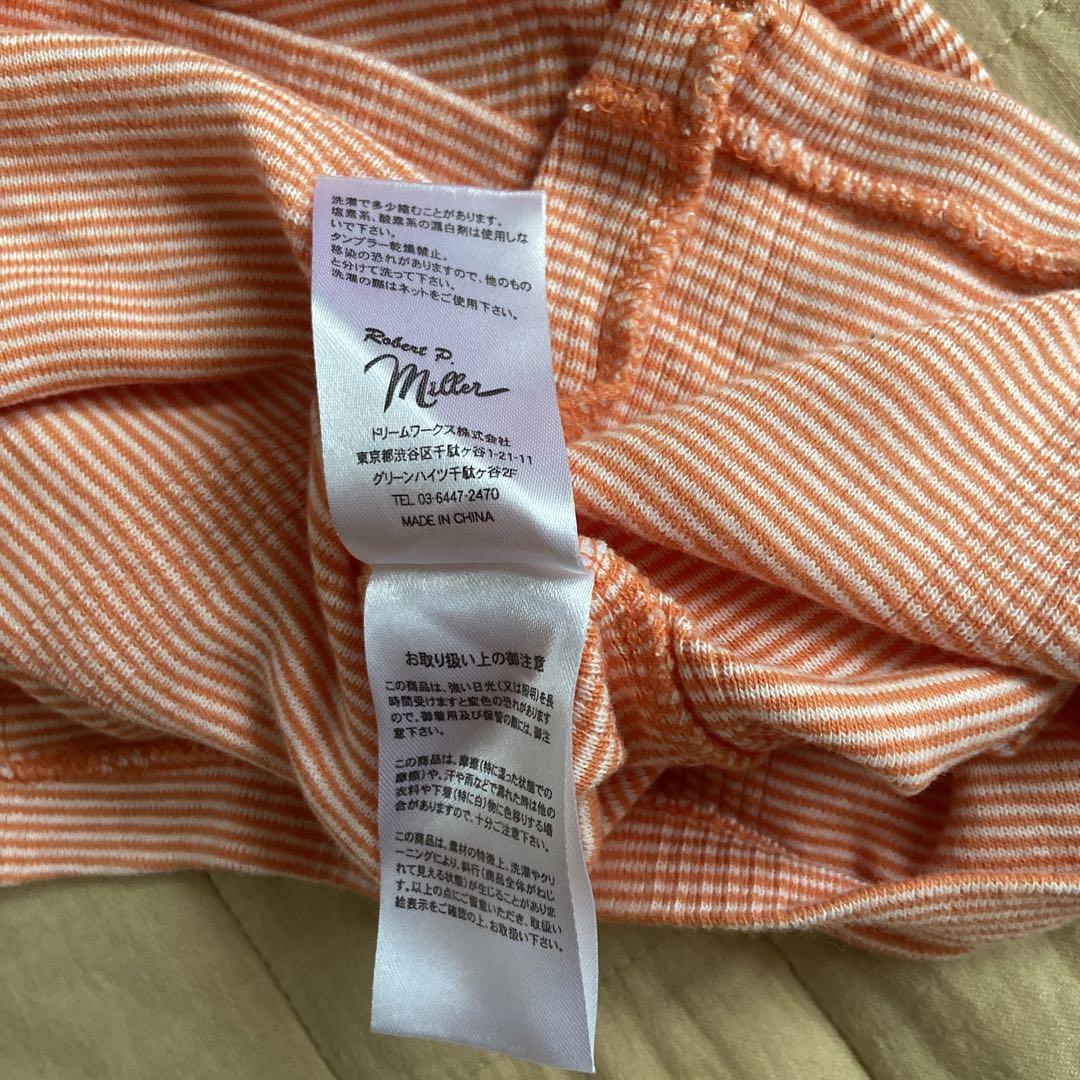 洗濯で多少縮むことがあります。
塩素系、酸素系の漂白剤は使用しな
いで下さい。
タンブラー乾燥禁止。
移染の恐れがありますので、他のもの
と分けて洗って下さい。
洗濯の際はネットをご使用下さい。
Robert P.
Miller
ドリームワークス株式会社
東京都渋谷区千駄ヶ谷1-21-11
グリーンハイツ千駄ヶ谷2F
TEL 03-6447-2470
MADE IN CHINA
お取り扱い上の御注意
この商品は、強い日光(又は照明)を長
時間受けますと変色の恐れがあります
ので、御着用及び保管の際には、御注
意下さい。
この商品は、摩擦(特に湿った状態での
摩擦)や、汗や雨などで濡れた時は他の
衣料や下着(特に白)物に色移りする場
合がありますので、十分ご注意下さい。
この商品は、素材の特徴上、洗濯やクリ
ーニングにより、斜行(商品全体がねじ
れて見える状態)が生じることがありま
す。以上の点にご留意いただき、取扱い
絵表示をご確認の上、お取扱い下さい。